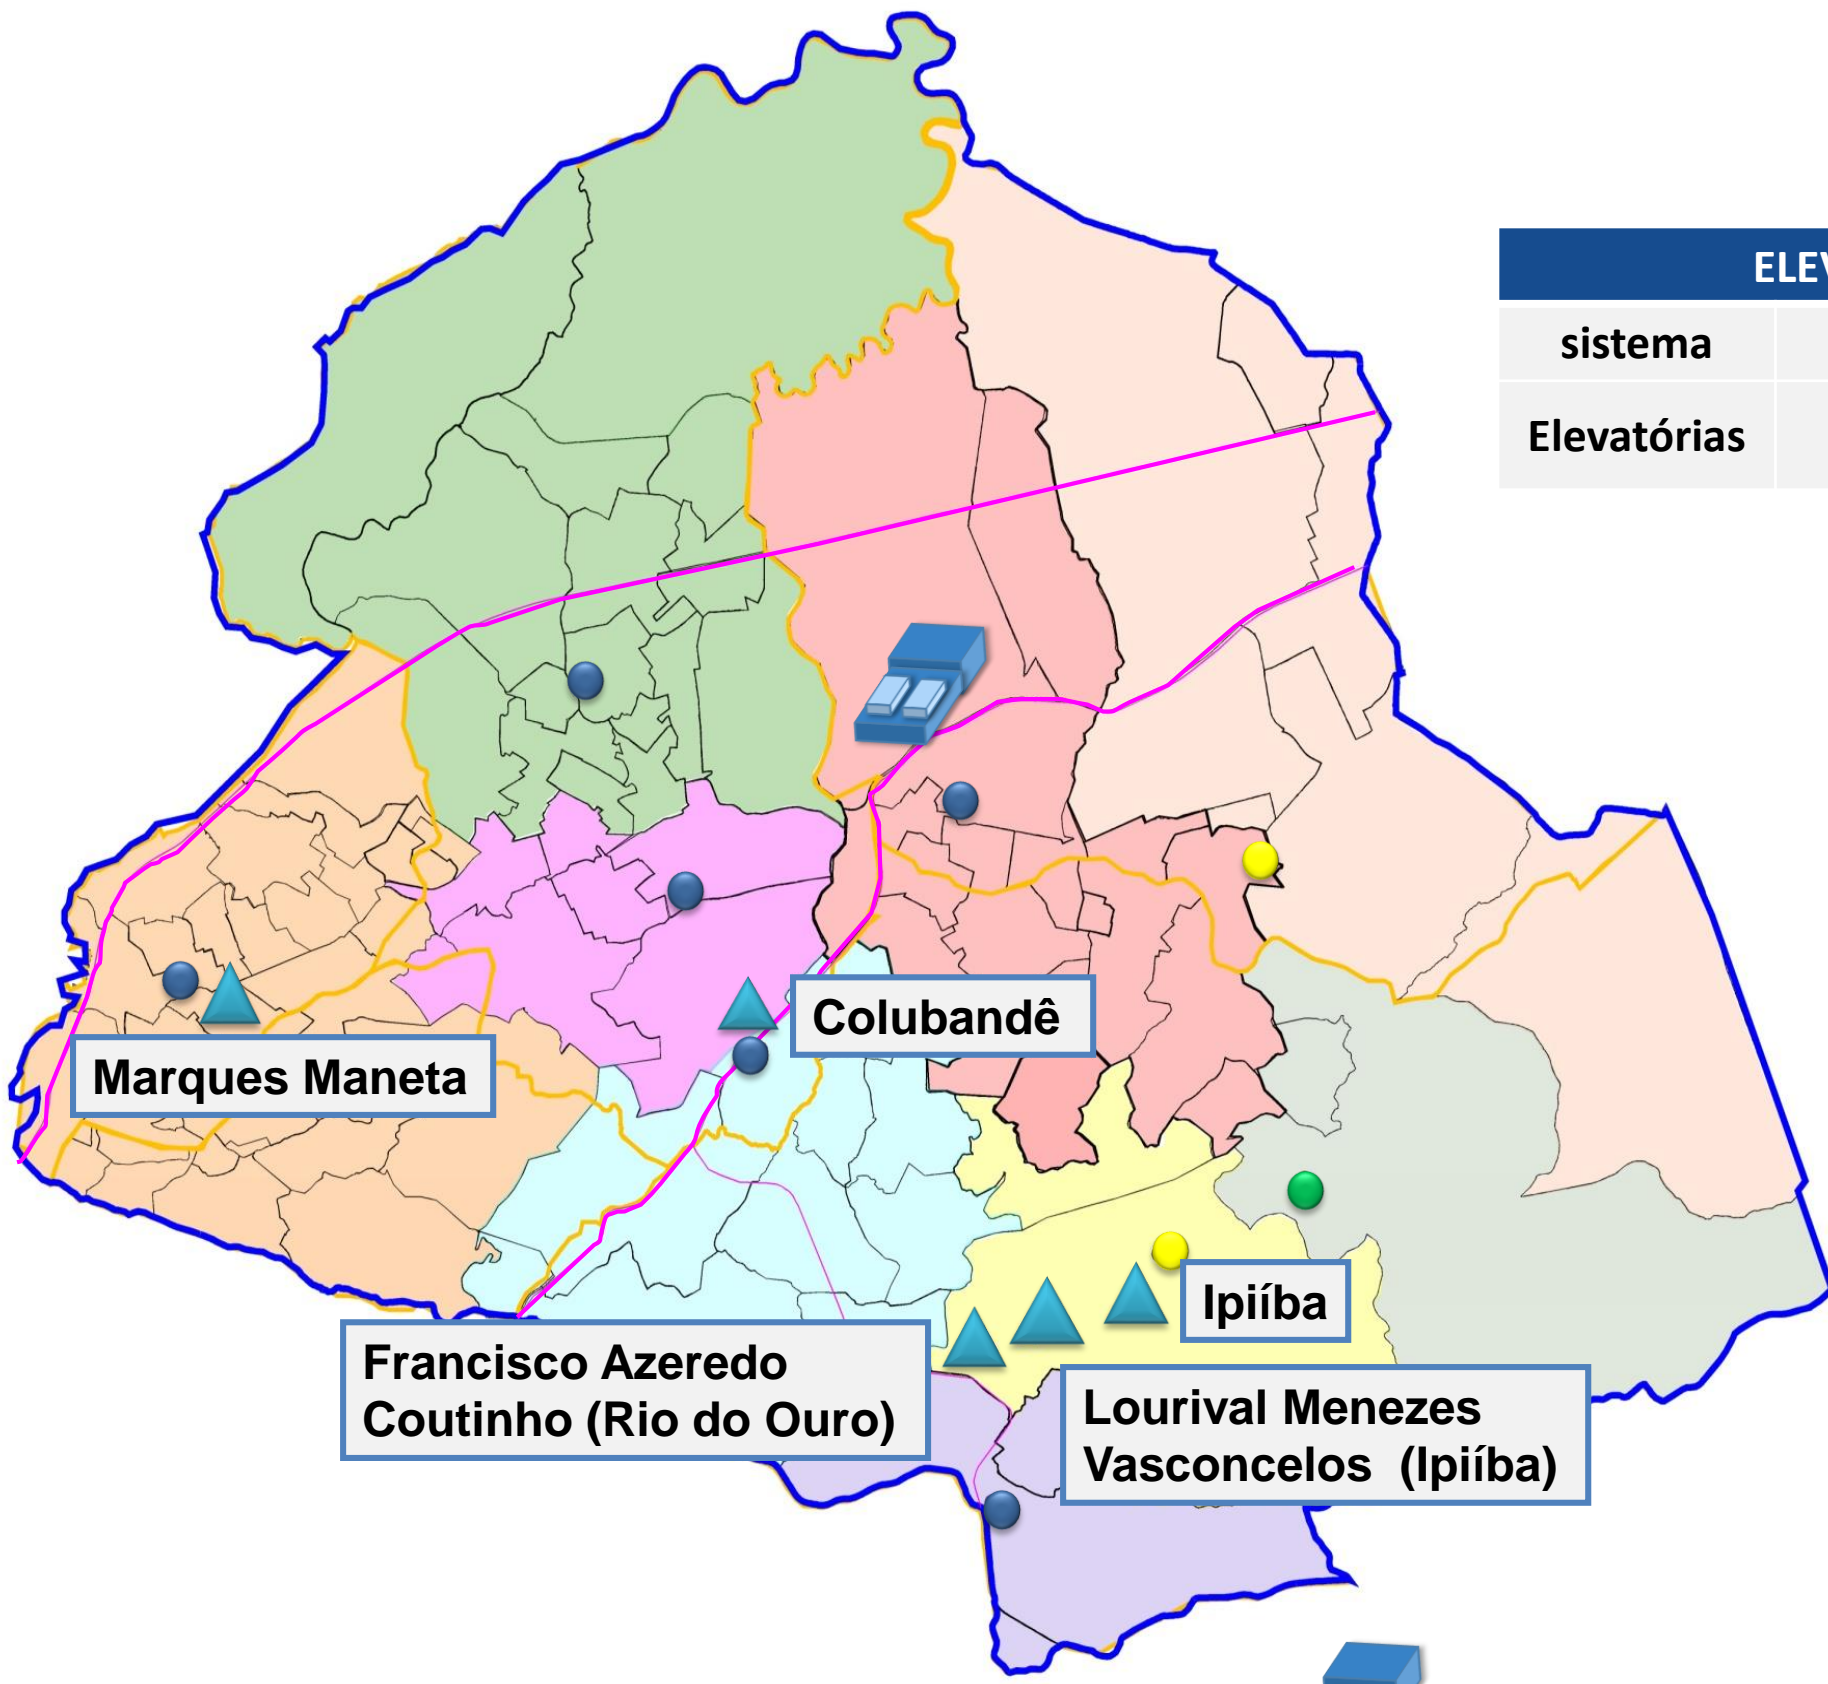 ELEV
sistema
Elevatórias
Colubandê
Marques Maneta
Ipiíba
Francisco Azeredo
Coutinho (Rio do Ouro)
Lourival Menezes
Vasconcelos (Ipiíba)